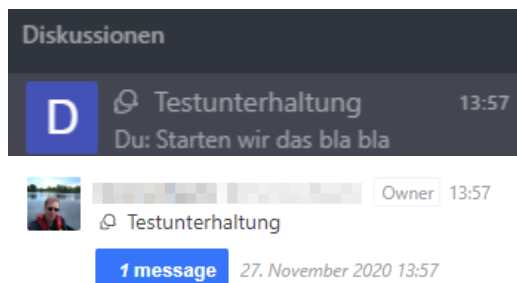 Diskussionen
D Testunterhaltung 13:57
Du: Starten wir das bla bla
Owner 13:57
Testunterhaltung
1 message 27. November 2020 13:57